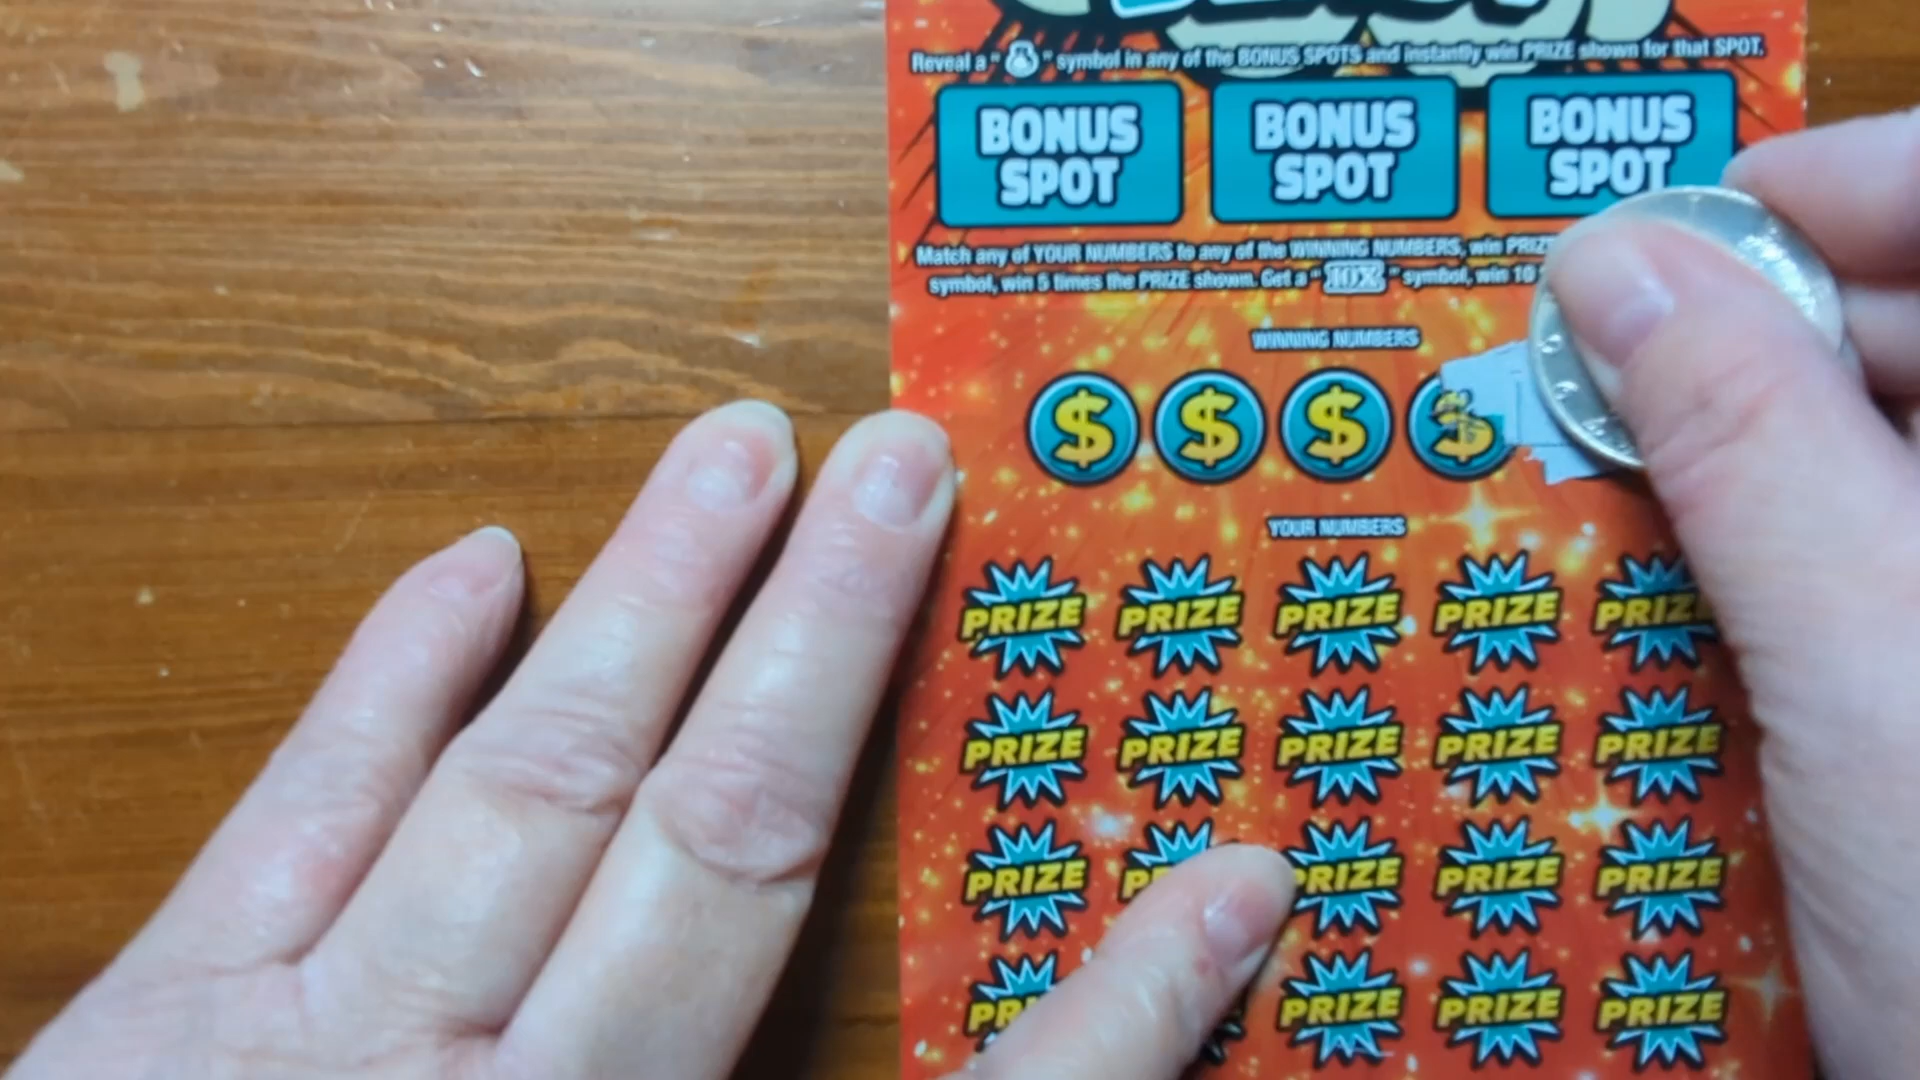 Reveal a " " symbol in any of the BONUS SPOTS and instantly win PRIZE shown for that SPOT.
BONUS SPOT
BONUS SPOT
BONUS SPOT
Match any of YOUR NUMBERS to any of the WINNING NUMBERS, win PRIZE
symbol, win 5 times the PRIZE shown. Get a " 10X " symbol, win 10
WINNING NUMBERS
$ $ $ $
YOUR NUMBERS
PRIZE PRIZE PRIZE PRIZE PRIZE
PRIZE PRIZE PRIZE PRIZE PRIZE
PRIZE PRIZE PRIZE PRIZE
PRIZE PRIZE PRIZE